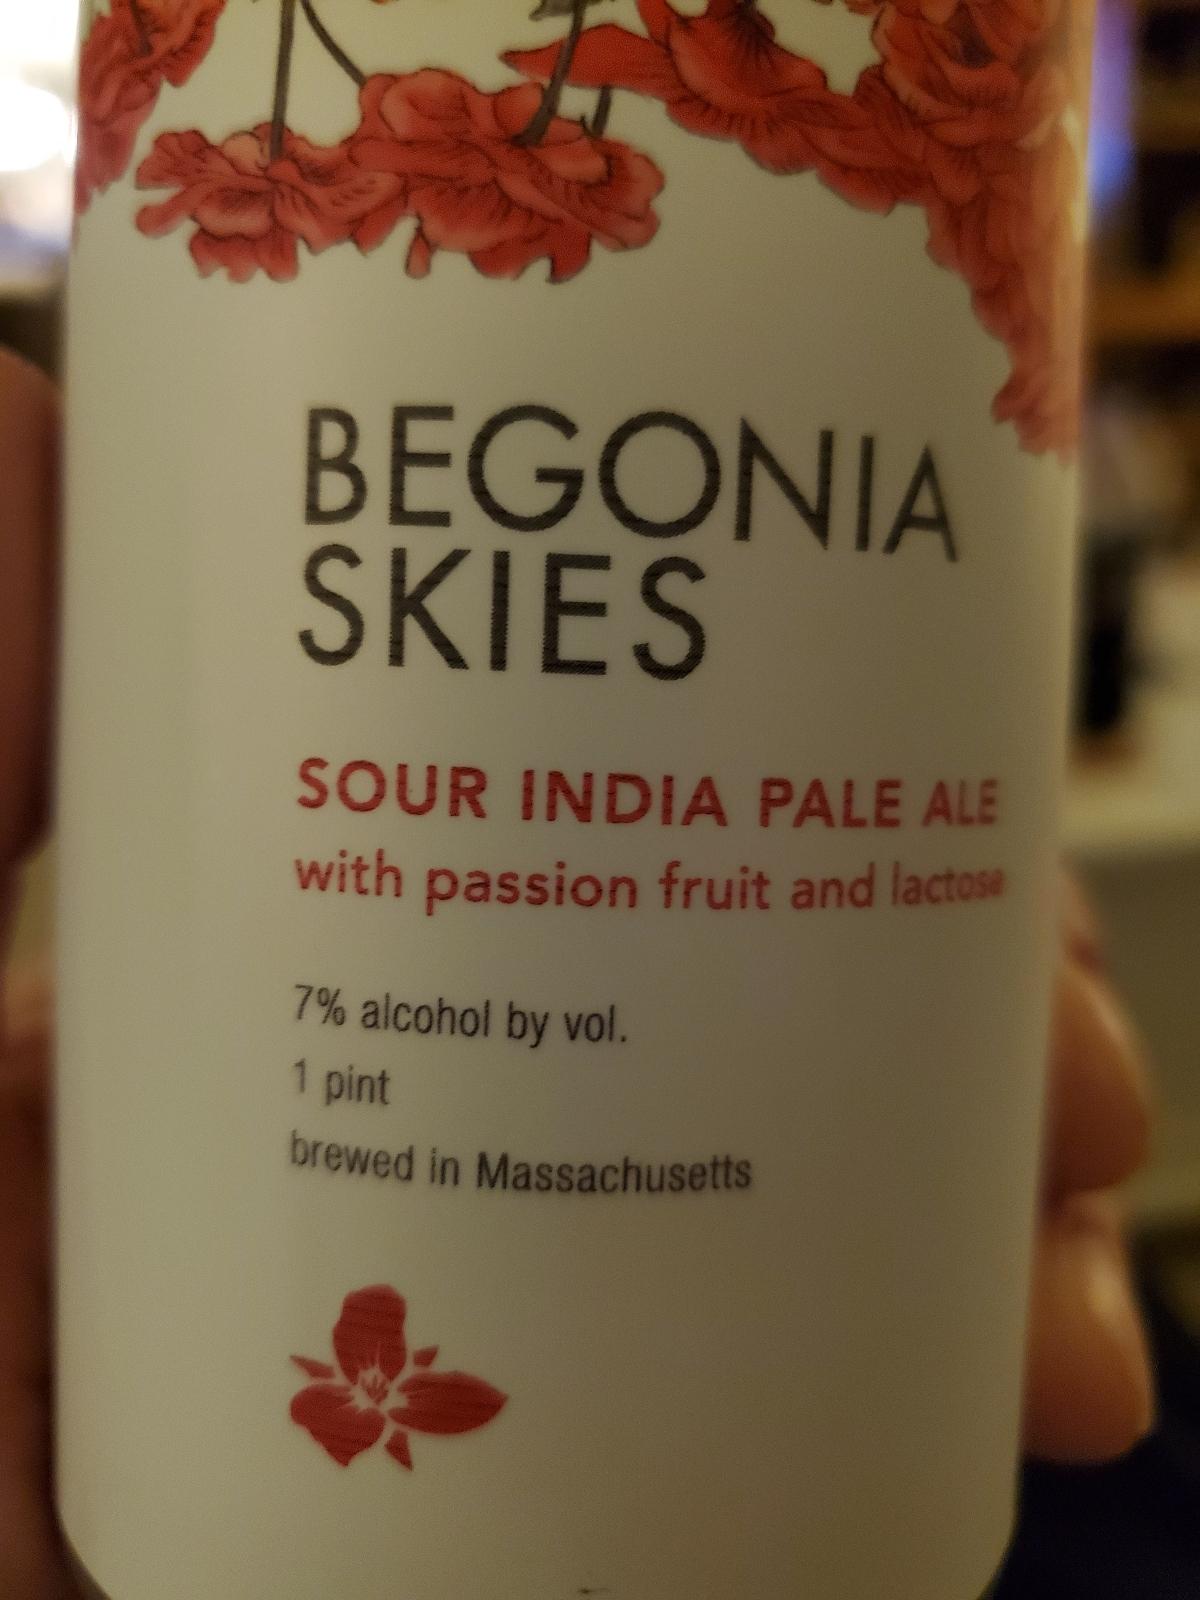 BEGONIA
SKIES
SOUR INDIA PALE ALE
with passion fruit and lactose
7% alcohol by vol.
1 pint
brewed in Massachusetts